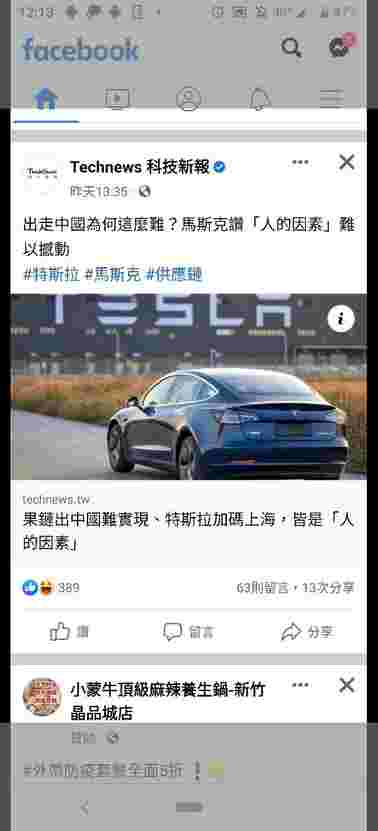 12:13
facebook
Technews 科技新報
昨天13:35
出走中國為何這麼難？馬斯克讚「人的因素」難
以撼動
#特斯拉 #馬斯克 #供應鏈
TESLA
technews.tw
果鏈出中國難實現、特斯拉加碼上海，皆是「人
的因素」
389
63則留言，13次分享
讚
留言
分享
小蒙牛頂級麻辣養生鍋-新竹
晶品城店
贊助
#外帶防疫套餐全面5折